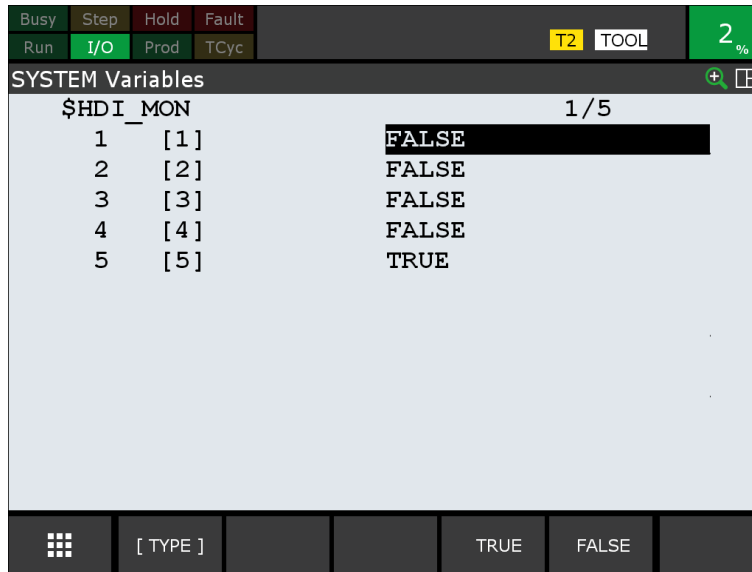 Busy Step Hold Fault
Run I/O Prod TCyc
T2 TOOL
2 %
SYSTEM Variables
$HDI_MON 1/5
1 [1] FALSE
2 [2] FALSE
3 [3] FALSE
4 [4] FALSE
5 [5] TRUE
[ TYPE ] TRUE FALSE